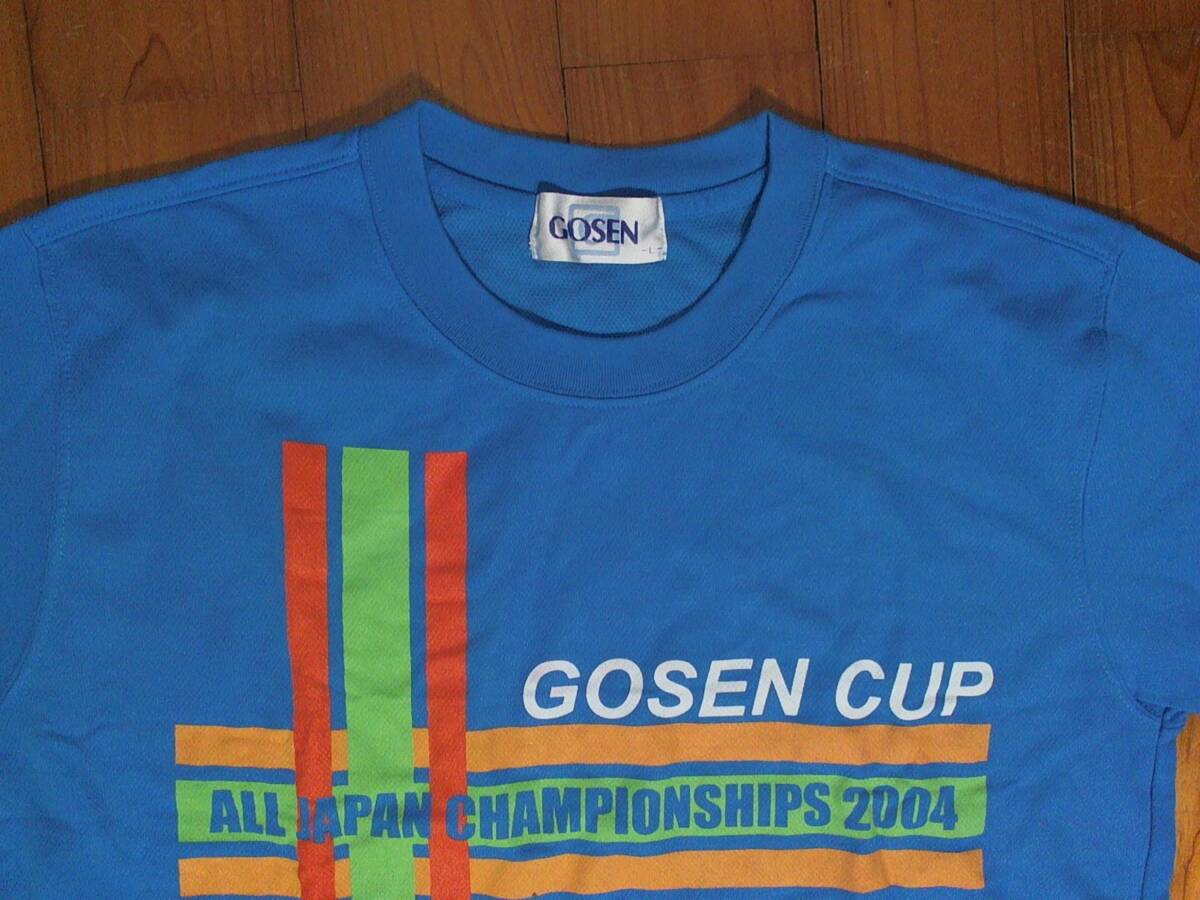 GOSEN
-L-
GOSEN CUP
ALL JAPAN CHAMPIONSHIPS 2004